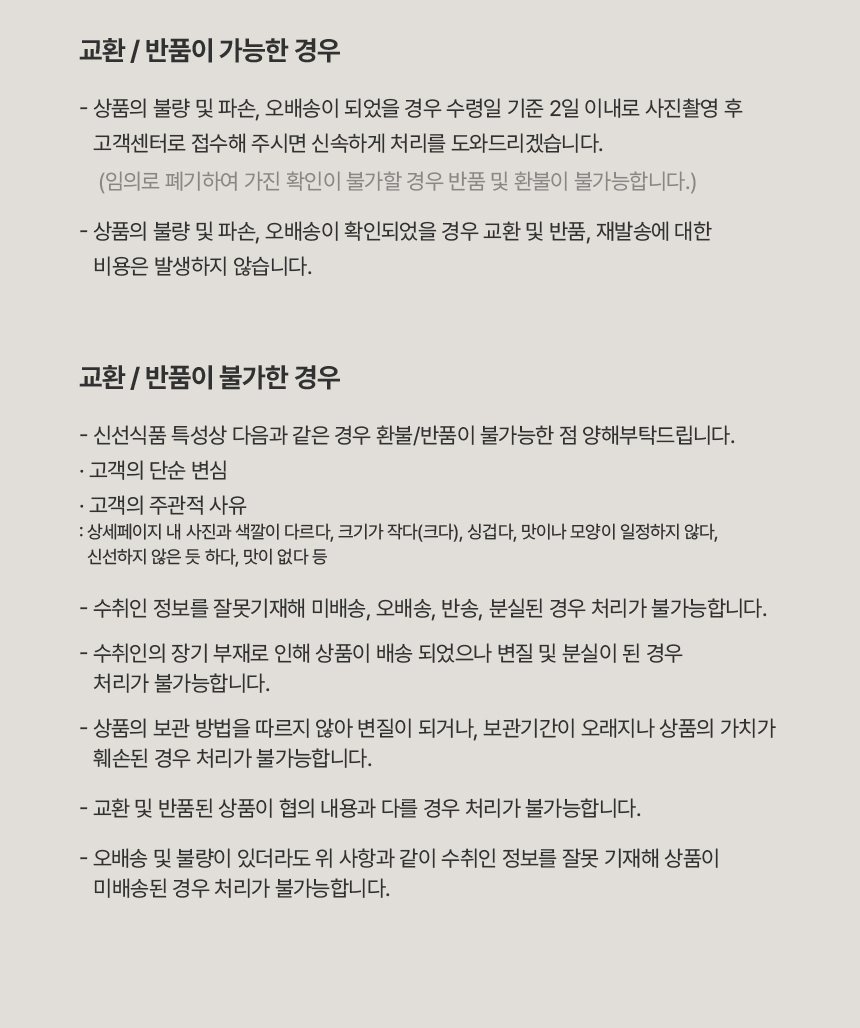 교환 / 반품이 가능한 경우
- 상품의 불량 및 파손, 오배송이 되었을 경우 수령일 기준 2일 이내로 사진촬영 후
고객센터로 접수해 주시면 신속하게 처리를 도와드리겠습니다.
(임의로 폐기하여 가진 확인이 불가할 경우 반품 및 환불이 불가능합니다.)
- 상품의 불량 및 파손, 오배송이 확인되었을 경우 교환 및 반품, 재발송에 대한
비용은 발생하지 않습니다.
교환 / 반품이 불가한 경우
- 신선식품 특성상 다음과 같은 경우 환불/반품이 불가능한 점 양해부탁드립니다.
· 고객의 단순 변심
· 고객의 주관적 사유
: 상세페이지 내 사진과 색깔이 다르다, 크기가 작다(크다), 싱겁다, 맛이나 모양이 일정하지 않다,
신선하지 않은 듯 하다, 맛이 없다 등
- 수취인 정보를 잘못기재해 미배송, 오배송, 반송, 분실된 경우 처리가 불가능합니다.
- 수취인의 장기 부재로 인해 상품이 배송 되었으나 변질 및 분실이 된 경우
처리가 불가능합니다.
- 상품의 보관 방법을 따르지 않아 변질이 되거나, 보관기간이 오래지나 상품의 가치가
훼손된 경우 처리가 불가능합니다.
- 교환 및 반품된 상품이 협의 내용과 다를 경우 처리가 불가능합니다.
- 오배송 및 불량이 있더라도 위 사항과 같이 수취인 정보를 잘못 기재해 상품이
미배송된 경우 처리가 불가능합니다.